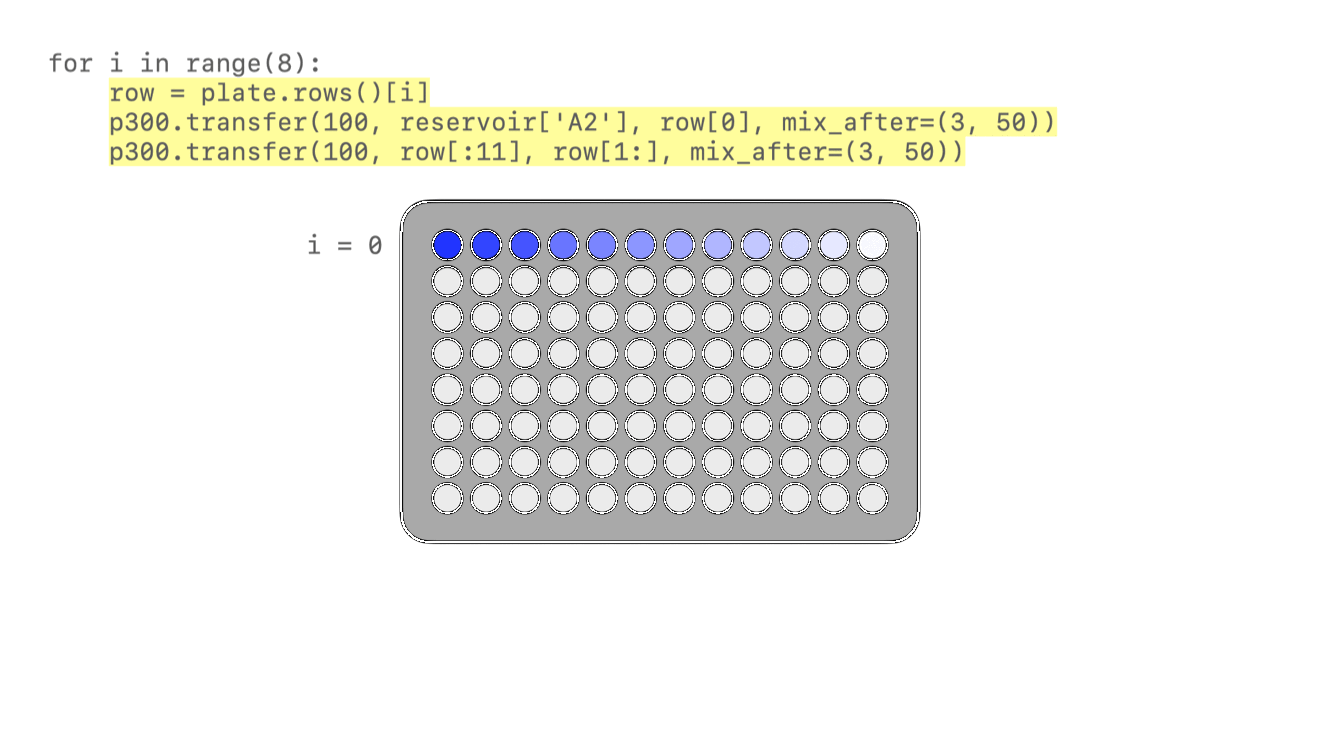 for i in range(8):
row = plate.rows()[i]
p300.transfer(100, reservoir['A2'], row[0], mix_after=(3, 50))
p300.transfer(100, row[:11], row[1:], mix_after=(3, 50))
i = 0